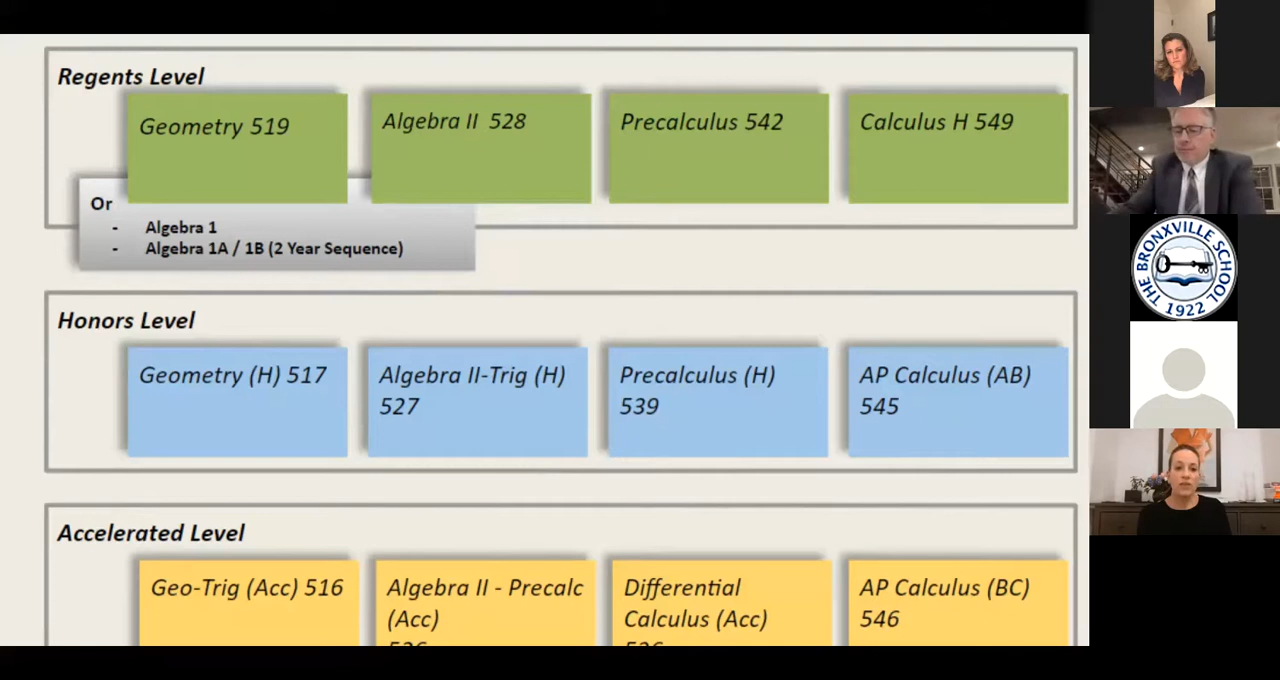 Regents Level
Geometry 519
Algebra II 528
Precalculus 542
Calculus H 549
Or
- Algebra 1
- Algebra 1A / 1B (2 Year Sequence)
Honors Level
Geometry (H) 517
Algebra II-Trig (H)
527
Precalculus (H)
539
AP Calculus (AB)
545
Accelerated Level
Geo-Trig (Acc) 516
Algebra II - Precalc
(Acc)
Differential
Calculus (Acc)
AP Calculus (BC)
546
THE BRONXVILLE SCHOOL
1922